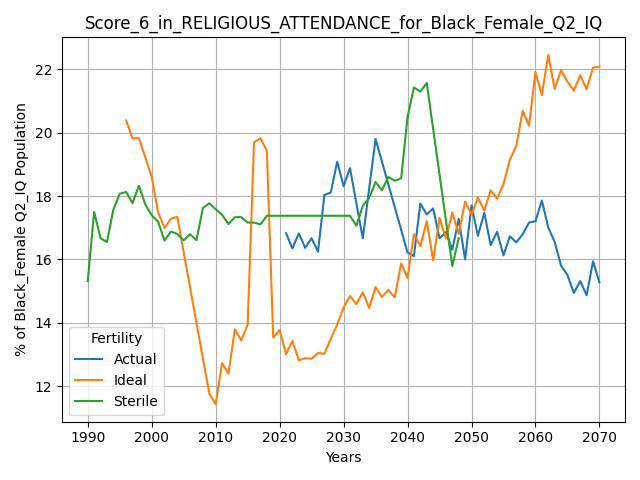 Score_6_in_RELIGIOUS_ATTENDANCE_for_Black_Female_Q2_IQ
% of Black_Female Q2_IQ Population
22
20
18
16
14
12
Fertility
Actual
Ideal
Sterile
1990 2000 2010 2020 2030 2040 2050 2060 2070
Years